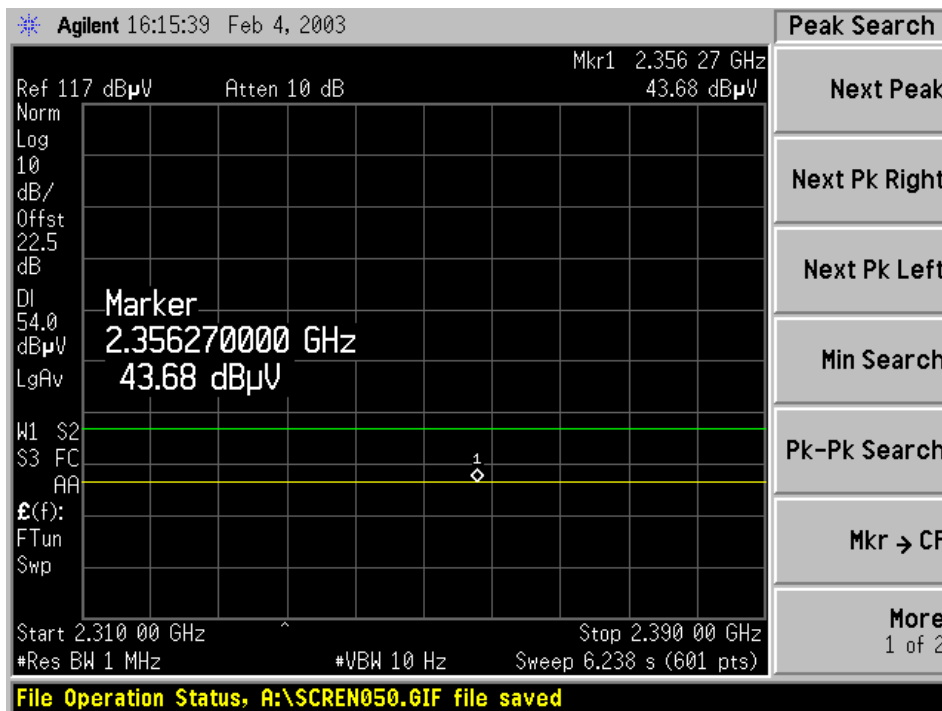 Agilent 16:15:39 Feb 4, 2003
Peak Search
Mkr1 2.356 27 GHz
Ref 117 dBµV Atten 10 dB 43.68 dBµV
Norm
Log
10
dB/
Offst
22.5
dB
DI
54.0
dBµV
LgAv
Marker
2.356270000 GHz
43.68 dBµV
W1 S2
S3 FC
AA
£(f):
FTun
Swp
1
Start 2.310 00 GHz ^ Stop 2.390 00 GHz
#Res BW 1 MHz #VBW 10 Hz Sweep 6.238 s (601 pts)
Next Peak
Next Pk Right
Next Pk Left
Min Search
Pk-Pk Search
Mkr → CF
More
1 of 2
File Operation Status, A:\SCREN050.GIF file saved